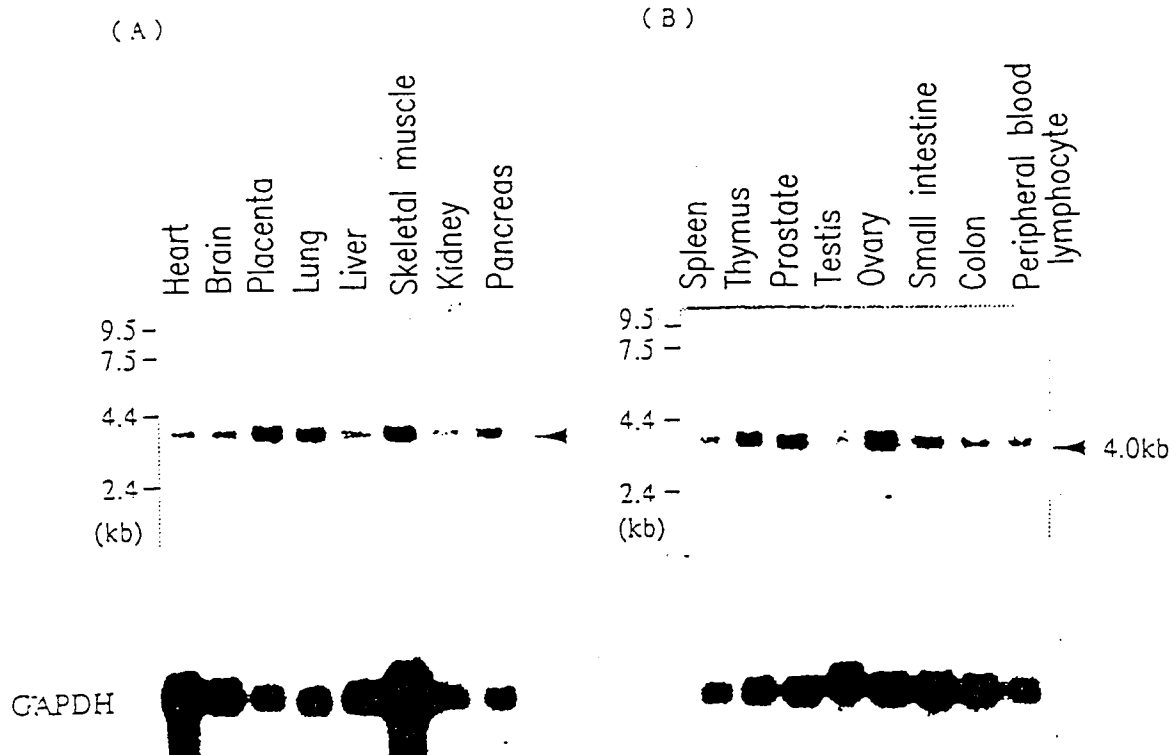 ( A )
Heart
Brain
Placenta
Lung
Liver
Skeletal muscle
Kidney
Pancreas
9.5
7.5
4.4
2.4
(kb)
( B )
Spleen
Thymus
Prostate
Testis
Ovary
Small intestine
Colon
Peripheral blood
lymphocyte
9.5
7.5
4.4
4.0kb
2.4
(kb)
GAPDH